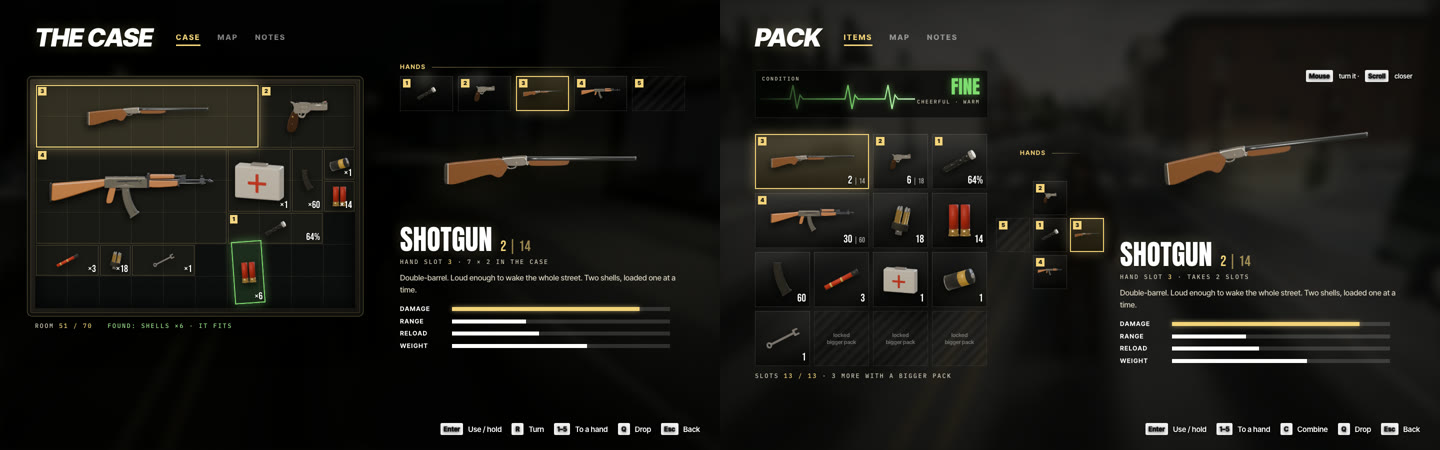 THE CASE
CASE MAP NOTES
HANDS
1 2 3 4 5
3
2
4
×1
×60
×1
×14
1
64%
×3
×18
×1
×6
ROOM 51 / 70 FOUND: SHELLS ×6 · IT FITS
SHOTGUN 2 | 14
HAND SLOT 3 · 7 × 2 IN THE CASE
Double-barrel. Loud enough to wake the whole street. Two shells, loaded one at a
time.
DAMAGE
RANGE
RELOAD
WEIGHT
Enter Use / hold R Turn 1–5 To a hand Q Drop Esc Back
PACK
ITEMS MAP NOTES
Mouse turn it · Scroll closer
CONDITION
FINE
CHEERFUL · WARM
3 2 1
2 | 14 6 | 18 64%
4
30 | 60 18 14
60 3 1 1
1
locked
bigger pack
locked
bigger pack
locked
bigger pack
SLOTS 13 / 13 · 3 MORE WITH A BIGGER PACK
HANDS
2
5 1 3
4
SHOTGUN 2 | 14
HAND SLOT 3 · TAKES 2 SLOTS
Double-barrel. Loud enough to wake the whole street. Two shells, loaded one at a
time.
DAMAGE
RANGE
RELOAD
WEIGHT
Enter Use / hold 1–5 To a hand C Combine Q Drop Esc Back